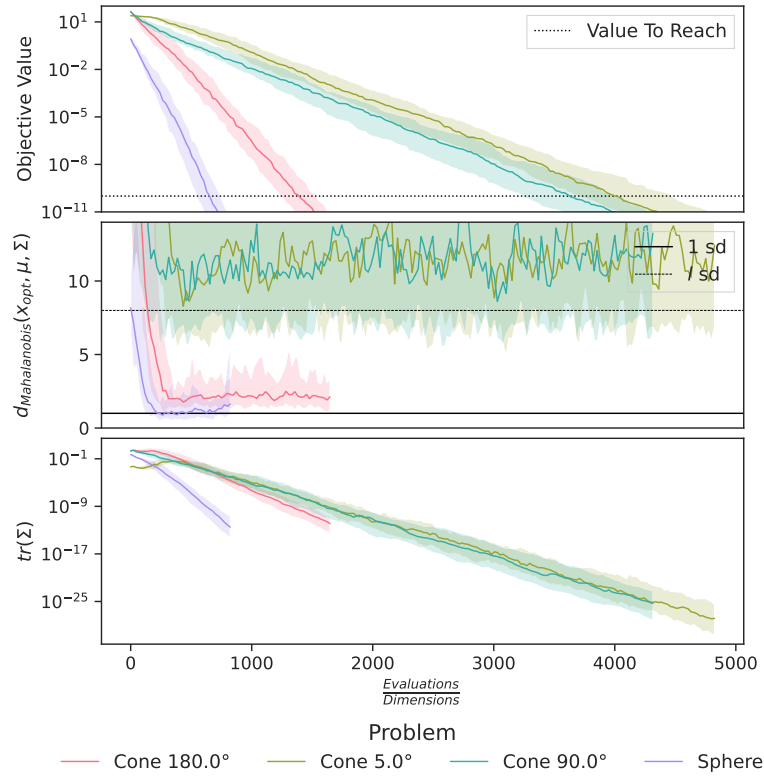 Objective Value
10^1
10^−2
10^−5
10^−8
10^−11
Value To Reach
d_Mahalanobis(x_opt, μ, Σ)
10
5
0
1 sd
l sd
tr(Σ)
10^−1
10^−9
10^−17
10^−25
0 1000 2000 3000 4000 5000
Evaluations
Dimensions
Problem
Cone 180.0° Cone 5.0° Cone 90.0° Sphere